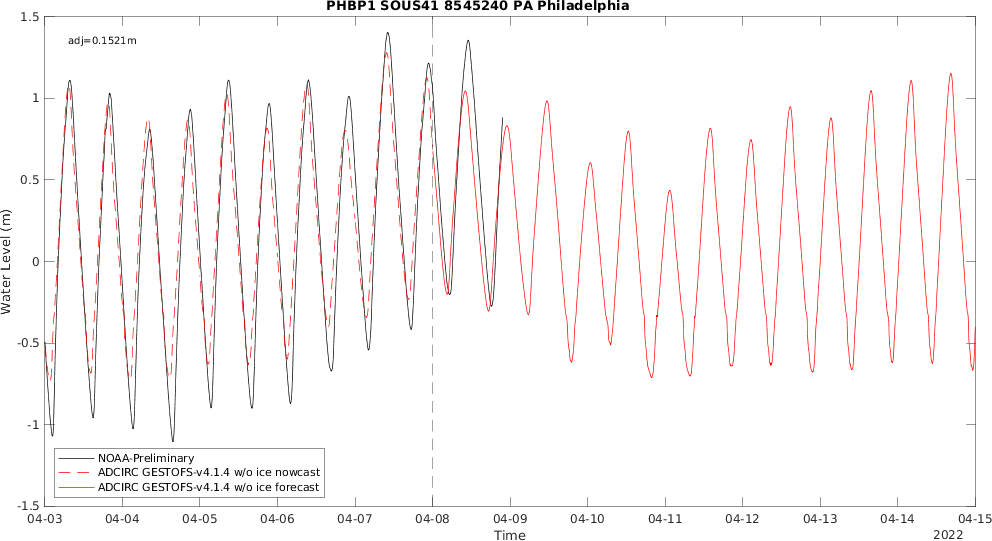 PHBP1 SOUS41 8545240 PA Philadelphia
adj=0.1521m
1.5
1
0.5
0
-0.5
-1
-1.5
Water Level (m)
NOAA-Preliminary
ADCIRC GESTOFS-v4.1.4 w/o ice nowcast
ADCIRC GESTOFS-v4.1.4 w/o ice forecast
04-03 04-04 04-05 04-06 04-07 04-08 04-09 04-10 04-11 04-12 04-13 04-14 04-15
Time
2022